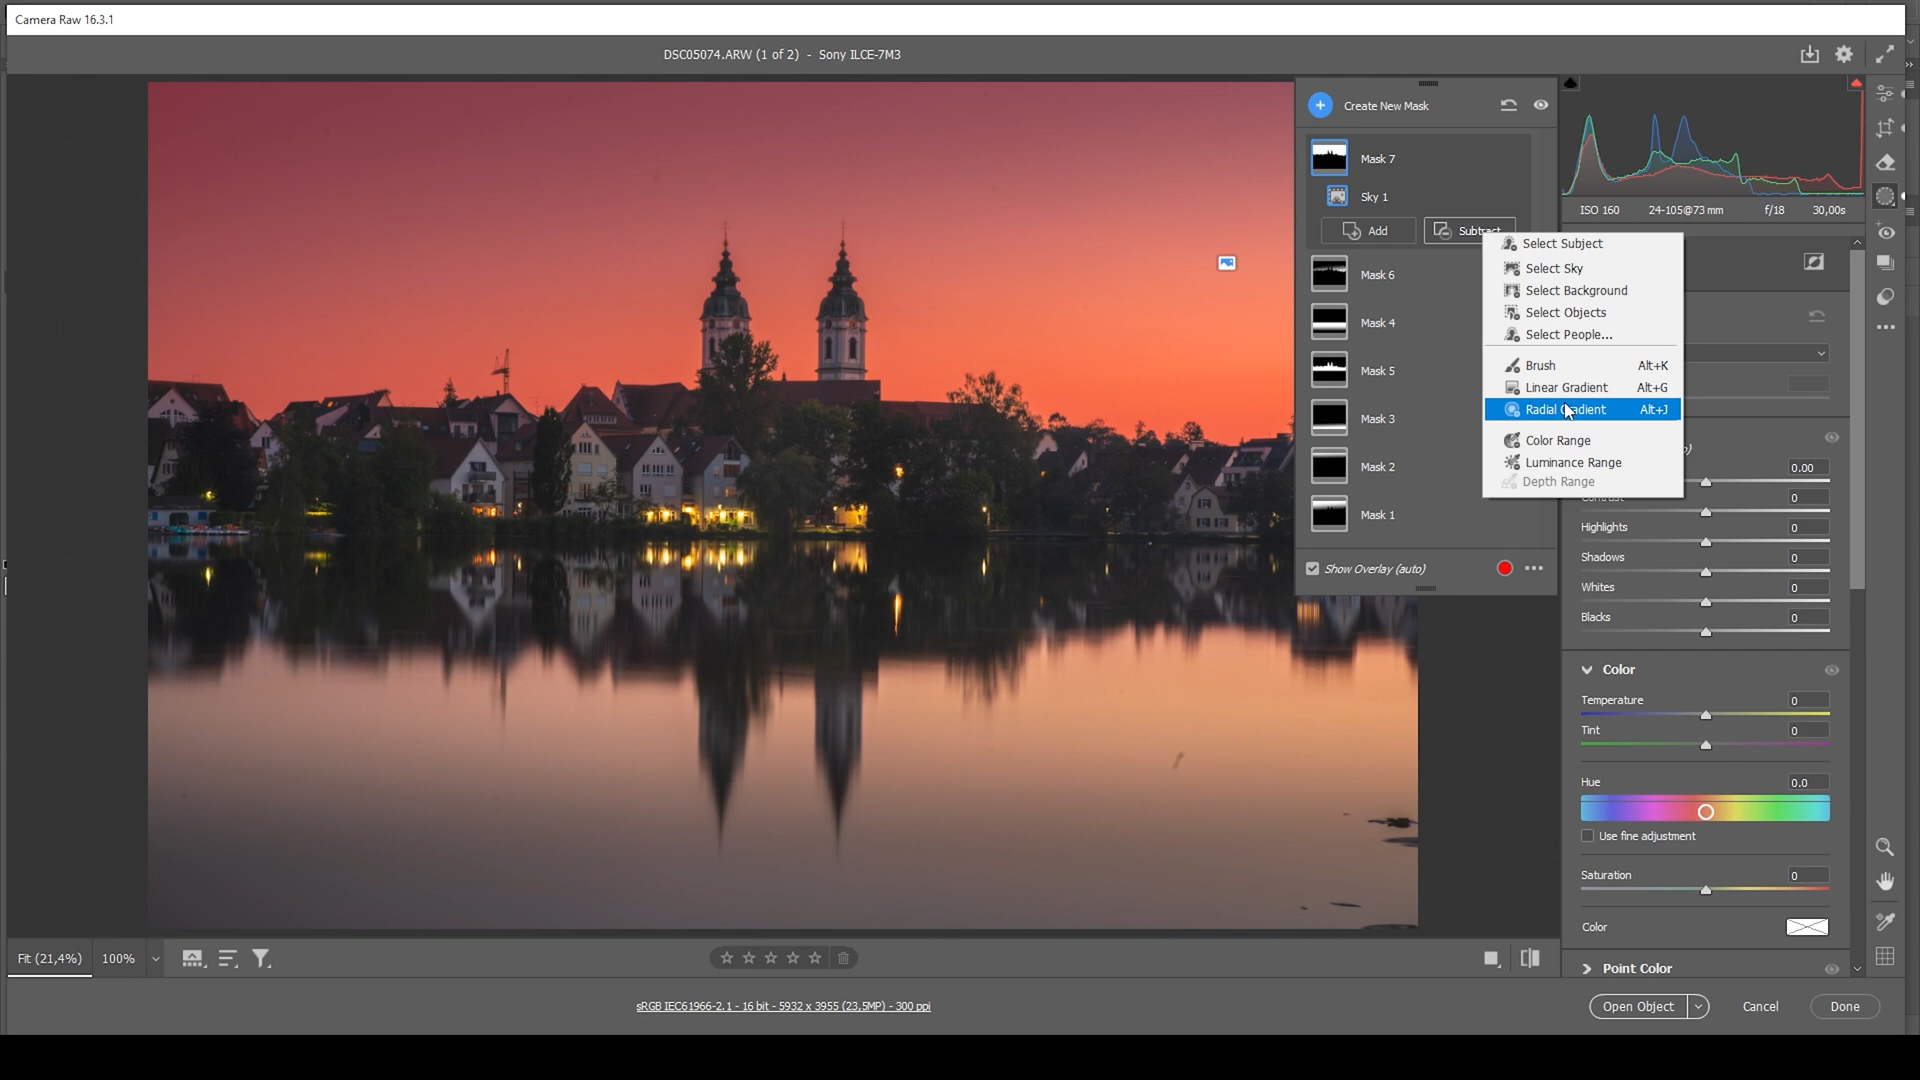 Camera Raw 16.3.1
DSC05074.ARW (1 of 2) - Sony ILCE-7M3
Create New Mask
Mask 7
Sky 1
Add
Subtract
Mask 6
Mask 4
Mask 5
Mask 3
Mask 2
Mask 1
Show Overlay (auto)
Select Subject
Select Sky
Select Background
Select Objects
Select People...
Brush Alt+K
Linear Gradient Alt+G
Radial Gradient Alt+J
Color Range
Luminance Range
Depth Range
ISO 160 24-105@73 mm f/18 30,00s
0.00
Contrast 0
Highlights 0
Shadows 0
Whites 0
Blacks 0
Color
Temperature 0
Tint 0
Hue 0.0
Use fine adjustment
Saturation 0
Color
Point Color
Fit (21,4%) 100%
sRGB IEC61966-2.1 - 16 bit - 5932 x 3955 (23,5MP) - 300 ppi
Open Object Cancel Done